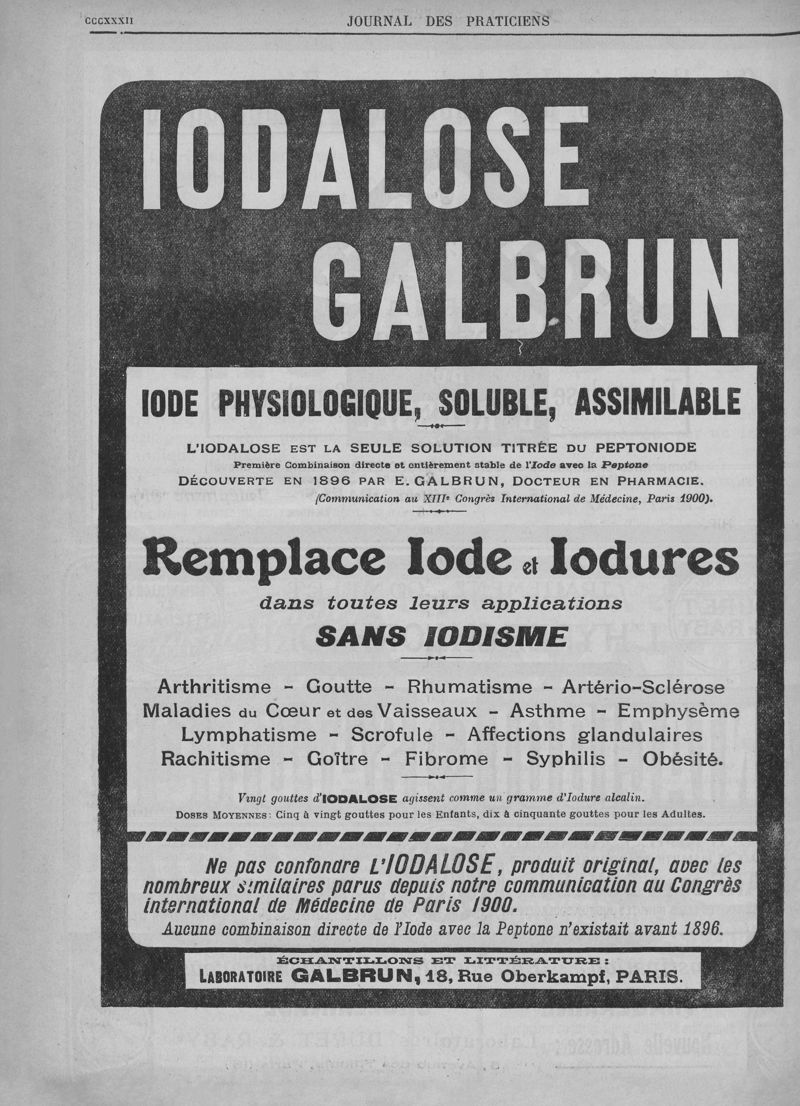 CCCXXXII
JOURNAL DES PRATICIENS
IODALOSE
GALBRUN
IODE PHYSIOLOGIQUE, SOLUBLE, ASSIMILABLE
L'IODALOSE EST LA SEULE SOLUTION TITRÉE DU PEPTONIODE
Première Combinaison directe et entièrement stable de l'Iode avec la Peptone
DÉCOUVERTE EN 1896 PAR E. GALBRUN, DOCTEUR EN PHARMACIE.
(Communication au XIIIe Congrès International de Médecine, Paris 1900).
Remplace Iode et Iodures
dans toutes leurs applications
SANS IODISME
Arthritisme - Goutte - Rhumatisme - Artério-Sclérose
Maladies du Cœur et des Vaisseaux - Asthme - Emphysème
Lymphatisme - Scrofule - Affections glandulaires
Rachitisme - Goître - Fibrome - Syphilis - Obésité.
Vingt gouttes d'IODALOSE agissent comme un gramme d'Iodure alcalin.
DOSES MOYENNES: Cinq à vingt gouttes pour les Enfants, dix à cinquante gouttes pour les Adultes.
Ne pas confondre L'IODALOSE, produit original, avec les
nombreux similaires parus depuis notre communication au Congrès
international de Médecine de Paris 1900.
Aucune combinaison directe de l'Iode avec la Peptone n'existait avant 1896.
ÉCHANTILLONS ET LITTÉRATURE:
LABORATOIRE GALBRUN, 18, Rue Oberkampf, PARIS.